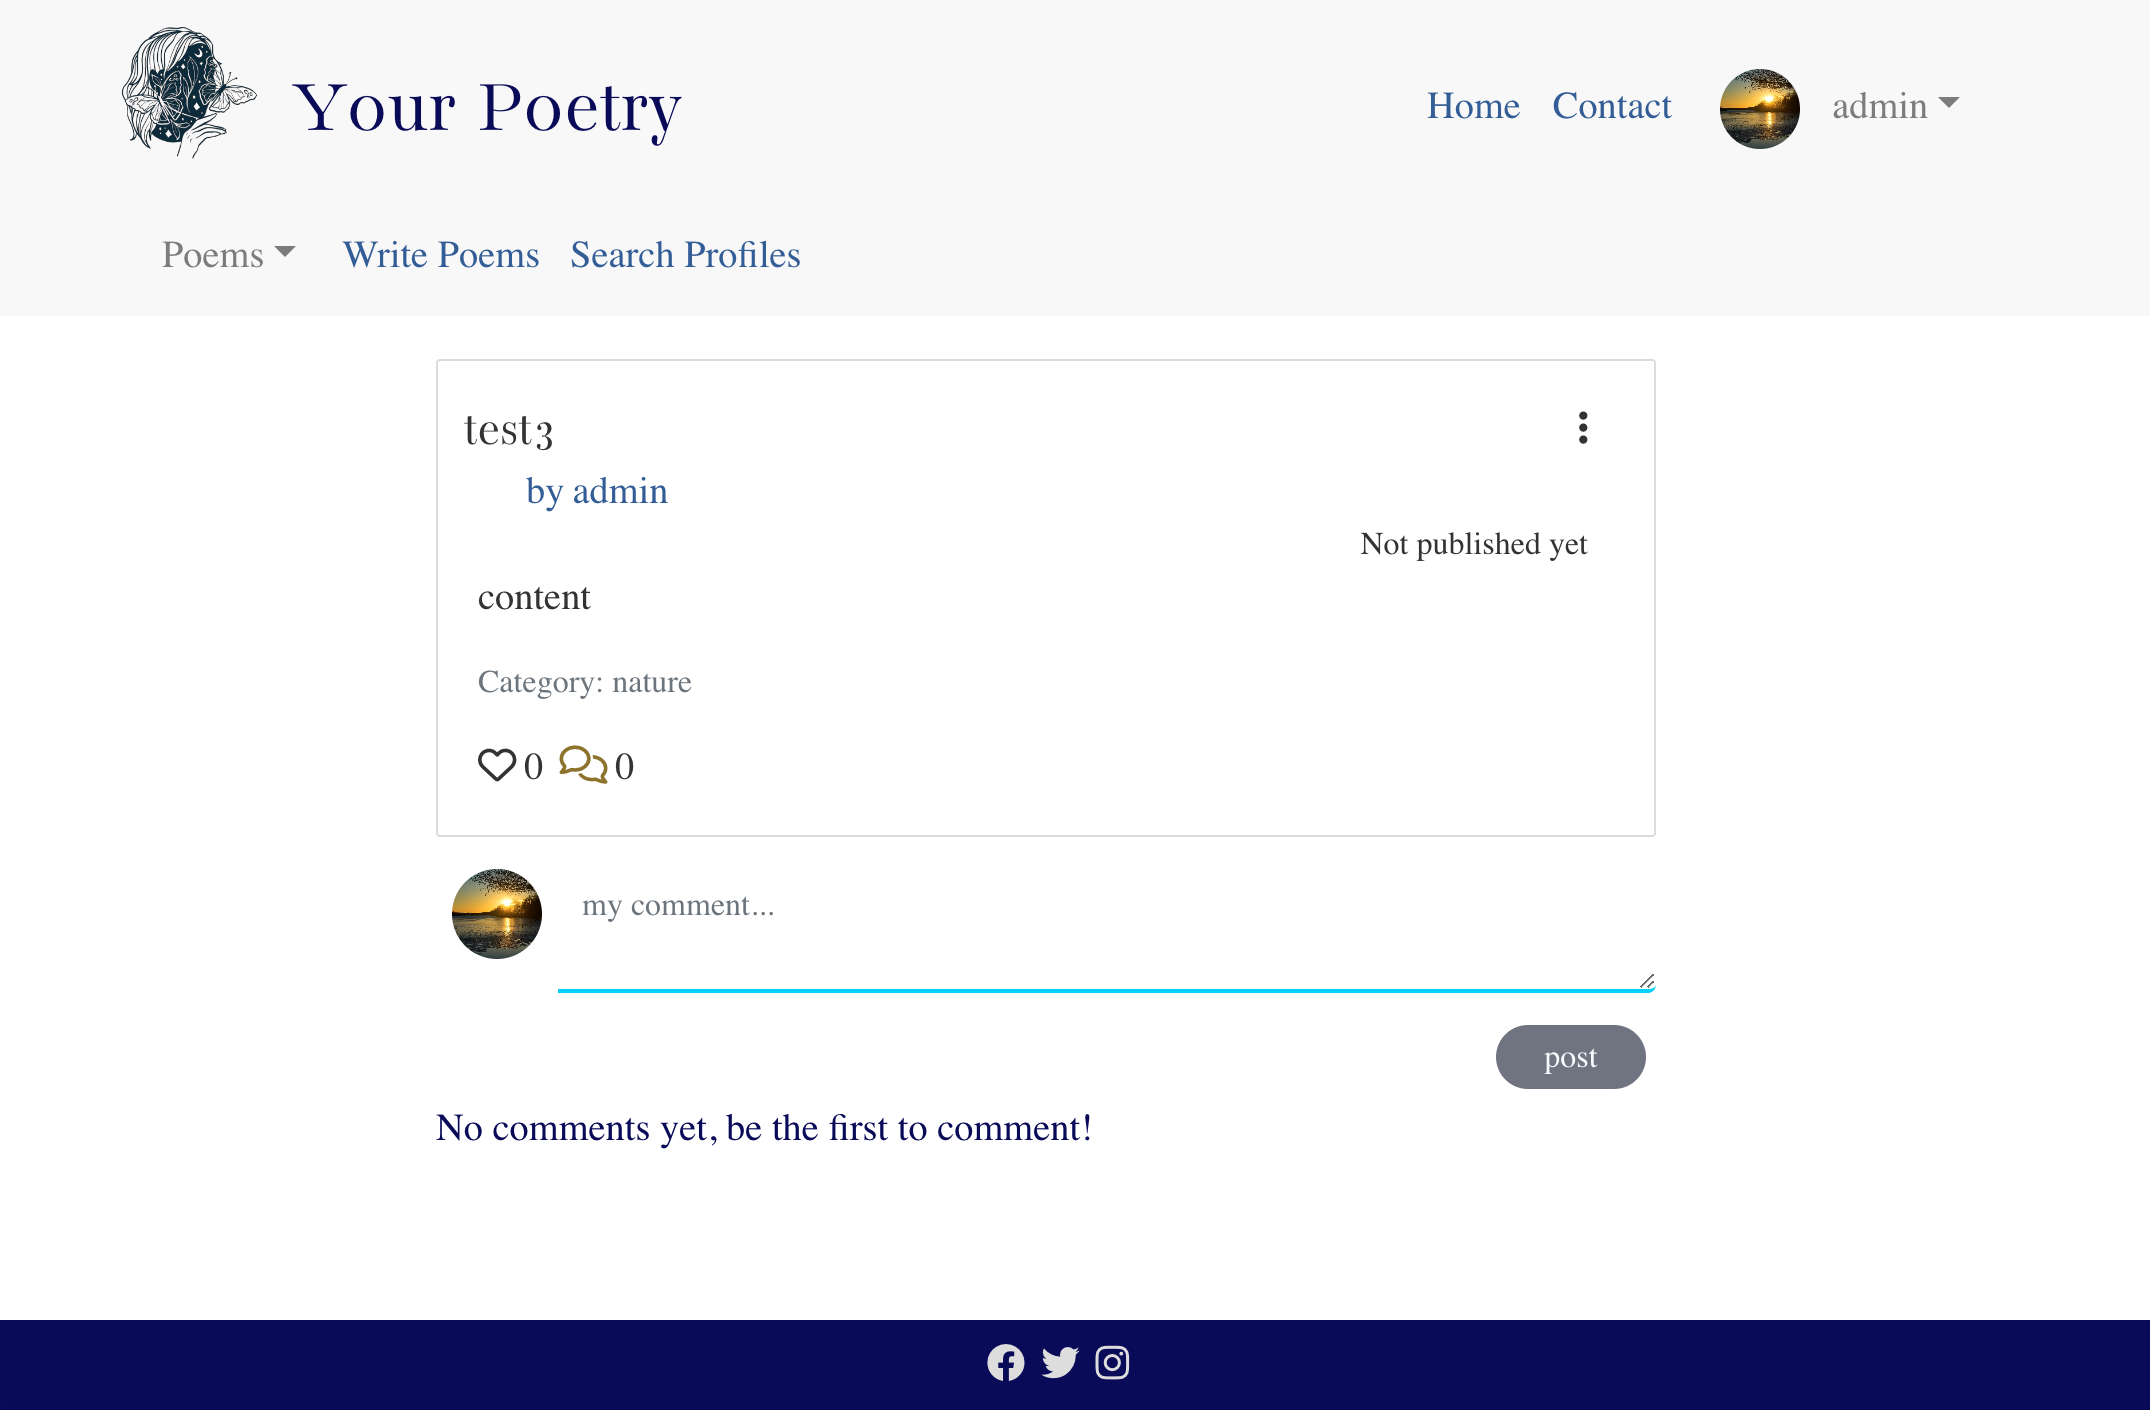 Your Poetry
Home Contact admin
Poems Write Poems Search Profiles
test3
by admin
Not published yet
content
Category: nature
0 0
my comment...
post
No comments yet, be the first to comment!